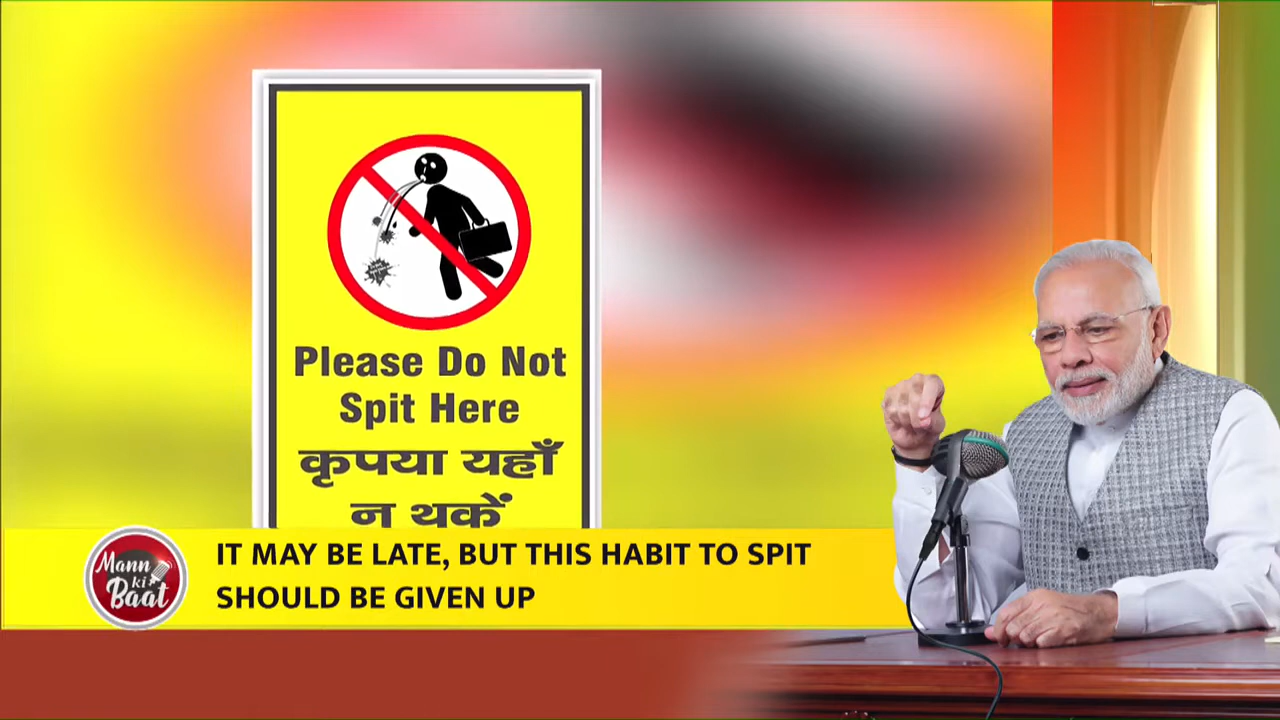 Please Do Not
Spit Here
कृपया यहाँ
न थूकें
Mann
ki
Baat
IT MAY BE LATE, BUT THIS HABIT TO SPIT
SHOULD BE GIVEN UP